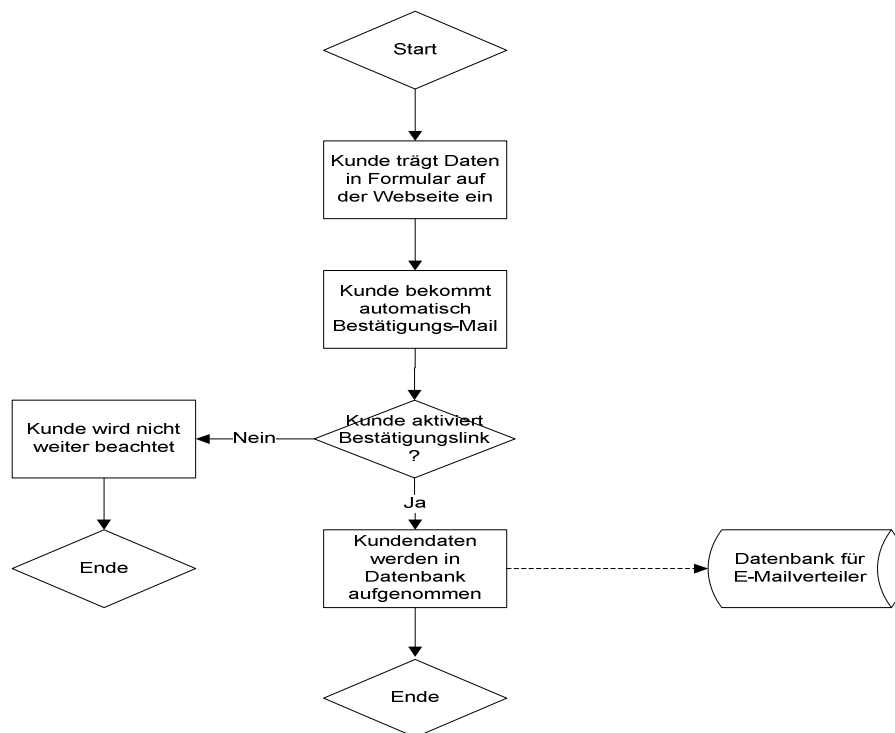 Start
Kunde trägt Daten
in Formular auf
der Webseite ein
Kunde bekommt
automatisch
Bestätigungs-Mail
Kunde aktiviert
Bestätigungslink
?
Nein
Kunde wird nicht
weiter beachtet
Ende
Ja
Kundendaten
werden in
Datenbank
aufgenommen
Datenbank für
E-Mailverteiler
Ende